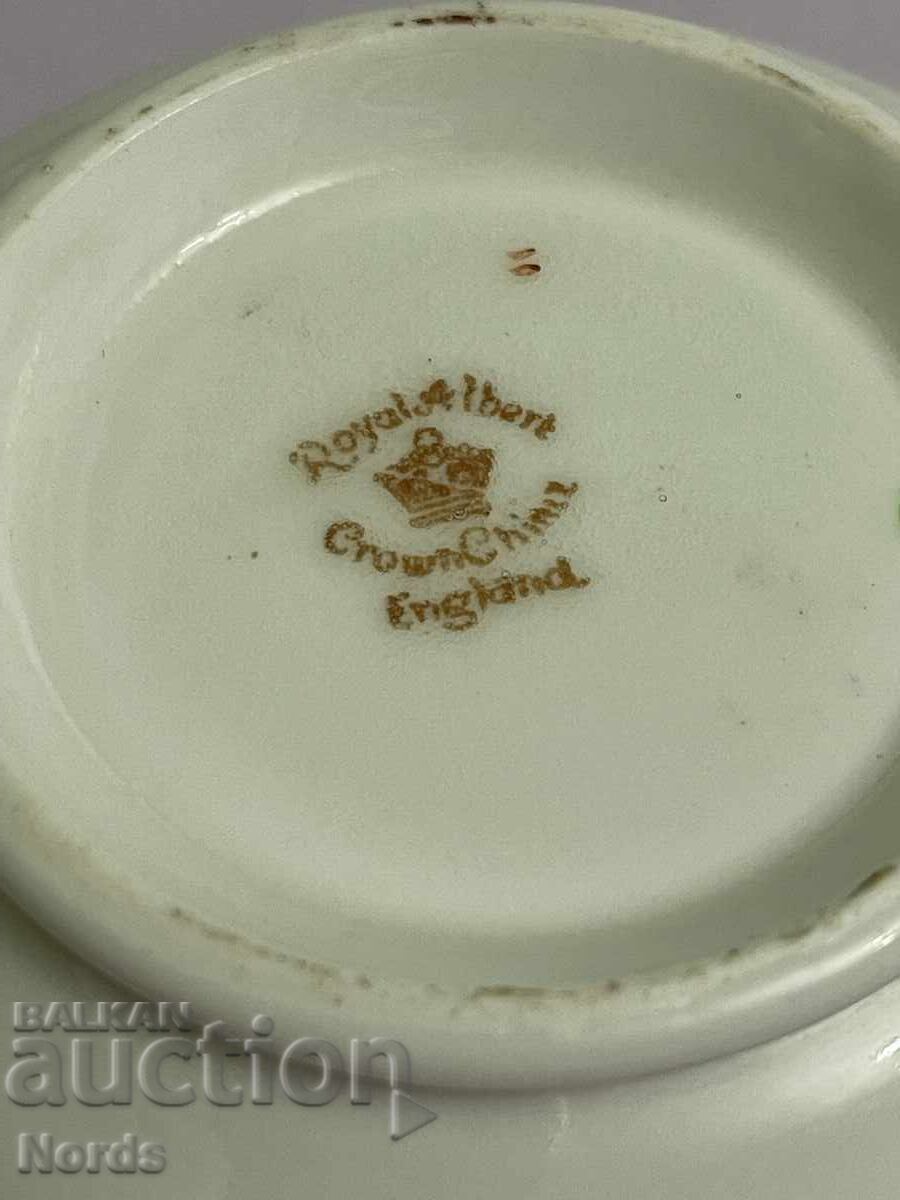 Royal Albert
Crown China
England
BALKAN
auction
Nords